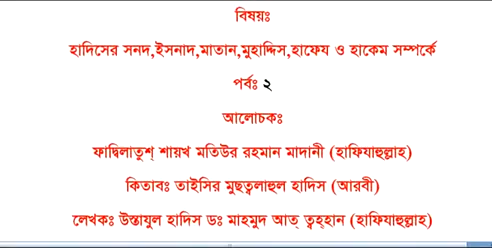 বিষয়ঃ
হাদিসের সনদ,ইসনাদ,মাতান,মুহাদ্দিস,হাফেয ও হাকেম সম্পর্কে
পর্বঃ ২
আলোচকঃ
ফাদ্বিলাতুশ্ শায়খ মতিউর রহমান মাদানী (হাফিযাহুল্লাহ)
কিতাবঃ তাইসির মুছত্বলাহুল হাদিস (আরবী)
লেখকঃ উস্তাযুল হাদিস ডঃ মাহমুদ আত্ ত্বহ্হান (হাফিযাহুল্লাহ)